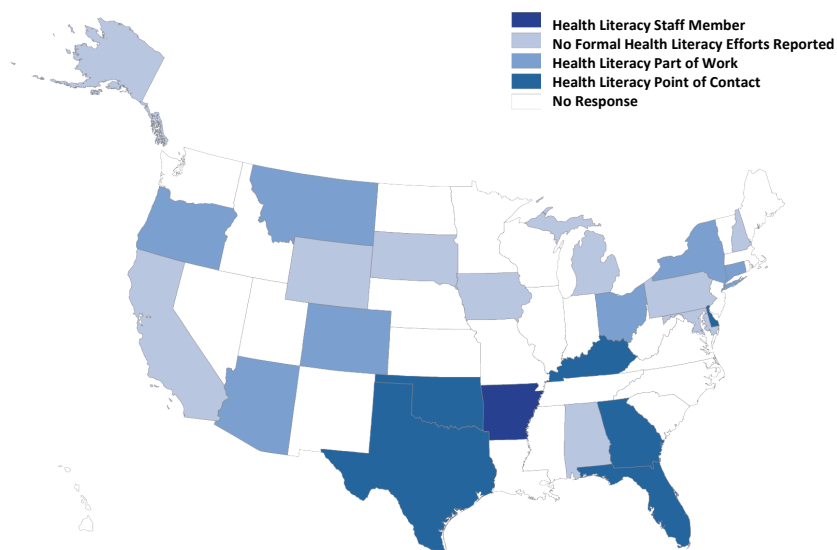 Health Literacy Staff Member
No Formal Health Literacy Efforts Reported
Health Literacy Part of Work
Health Literacy Point of Contact
No Response